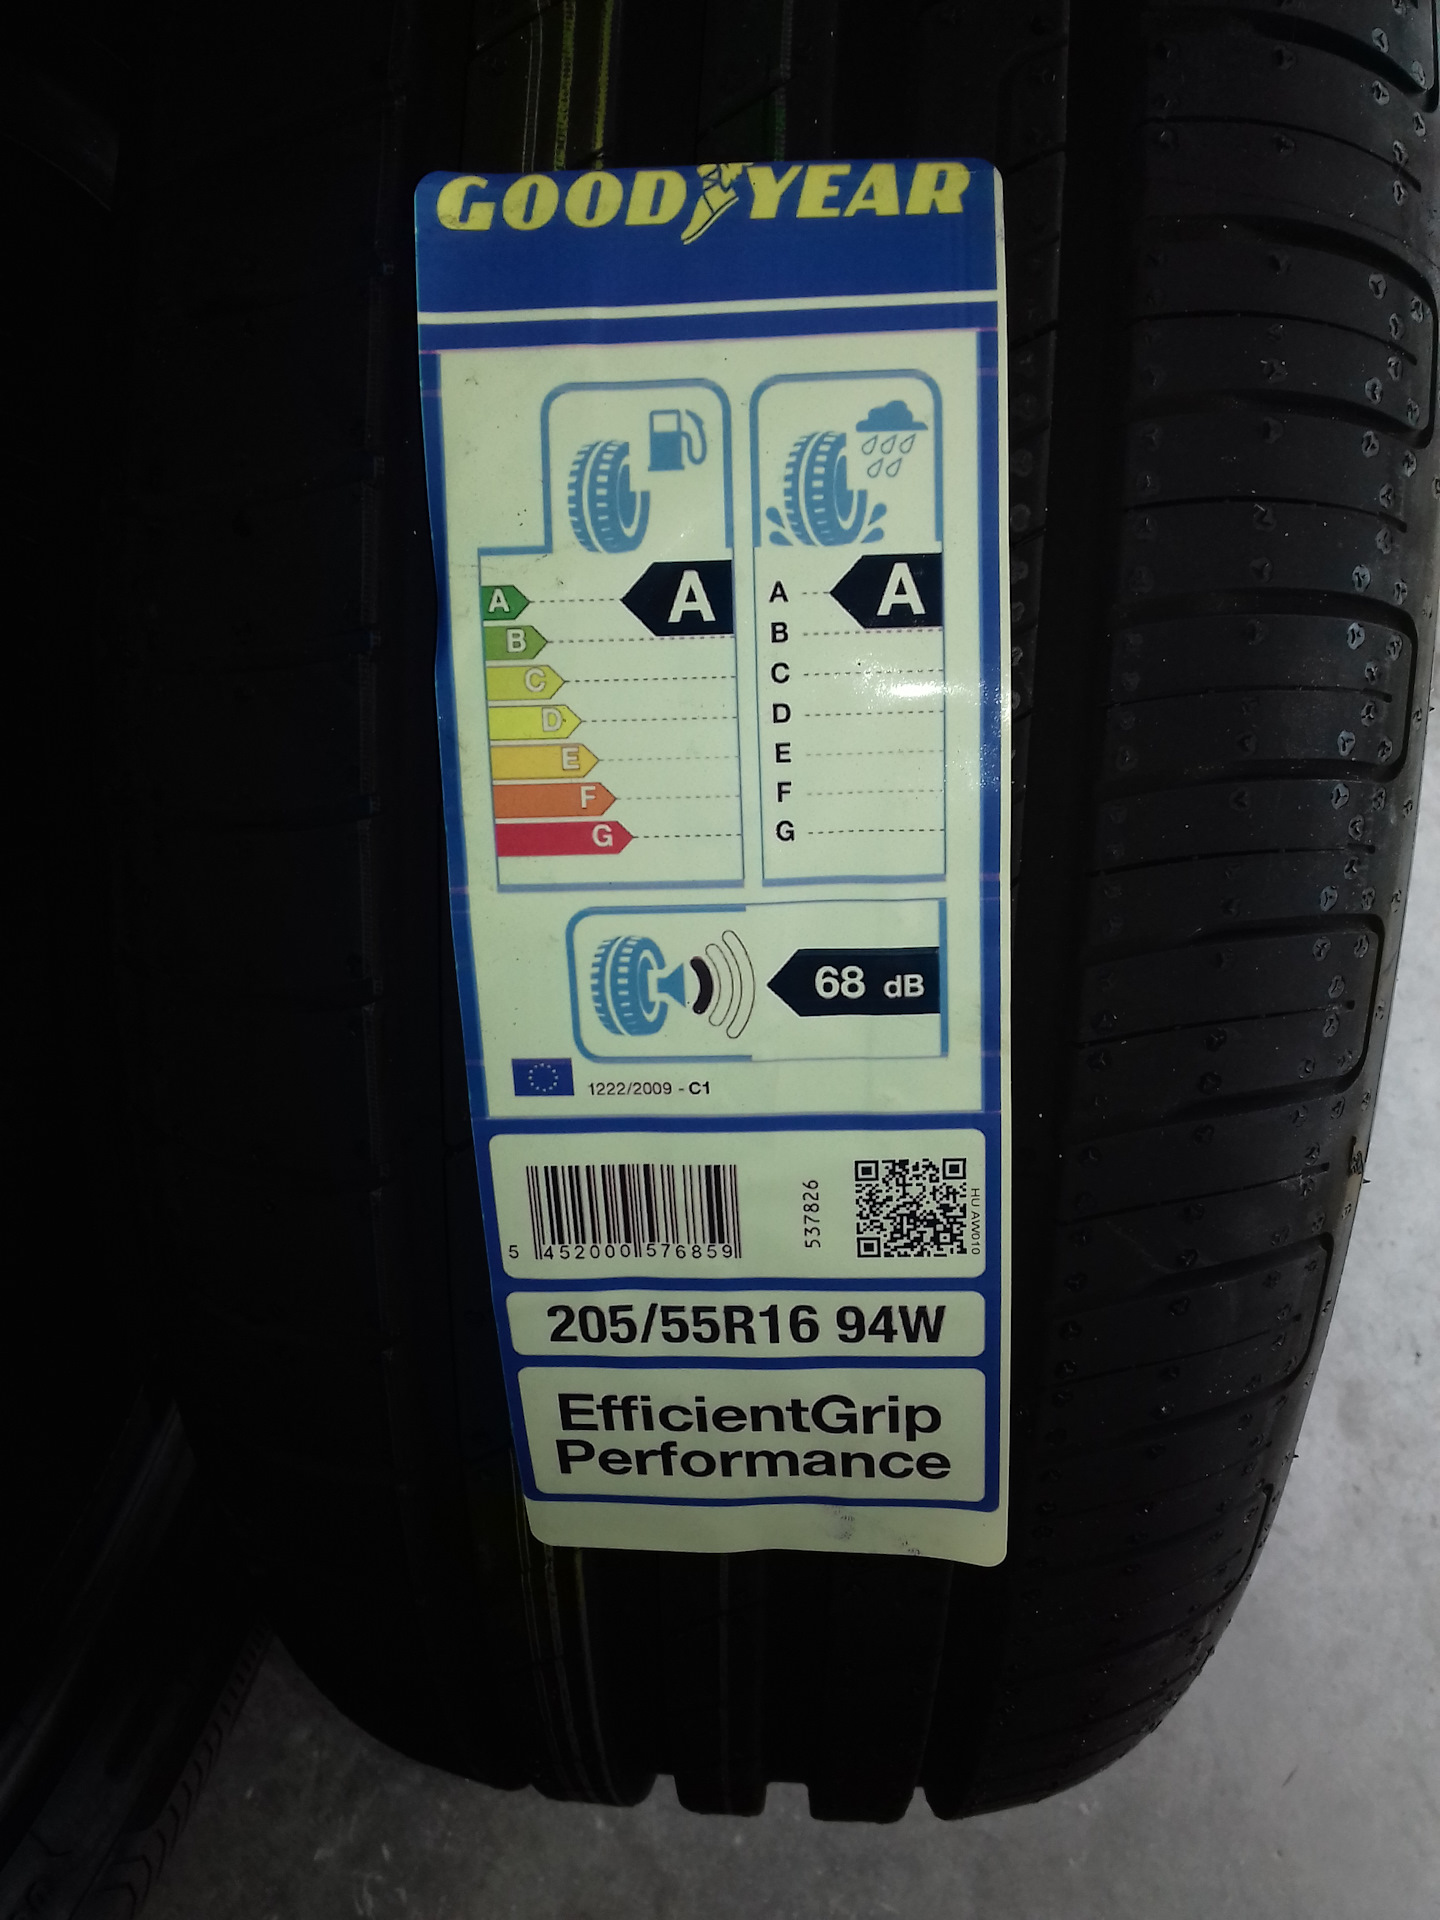 GOODYEAR
A A
A A
B B
C C
D D
E E
F F
G G
68 dB
1222/2009 - C1
5 452000 576859
537826
HU AW010
205/55R16 94W
EfficientGrip
Performance